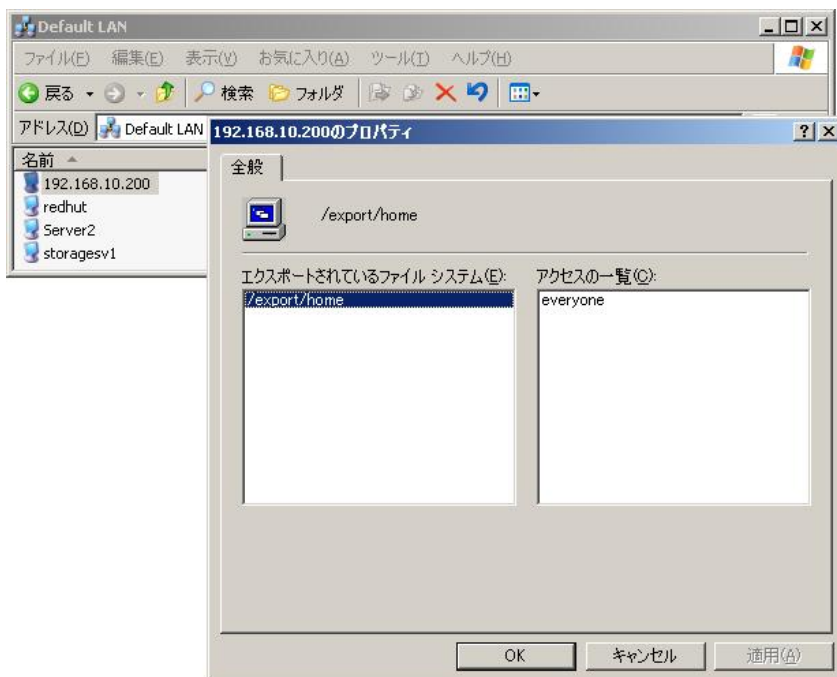 Default LAN
ファイル(F) 編集(E) 表示(V) お気に入り(A) ツール(T) ヘルプ(H)
戻る 検索 フォルダ
アドレス(D) Default LAN
名前
192.168.10.200
redhut
Server2
storagesv1
192.168.10.200のプロパティ
全般
/export/home
エクスポートされているファイル システム(E):
アクセスの一覧(C):
/export/home
everyone
OK キャンセル 適用(A)